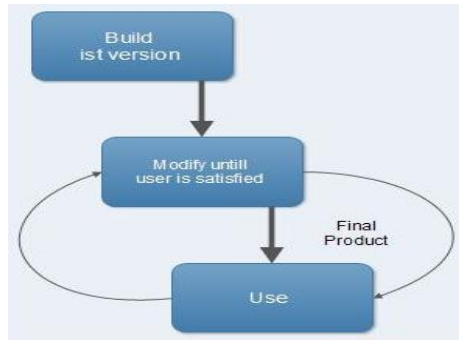 Build
ist version
Modify untill
user is satisfied
Final
Product
Use